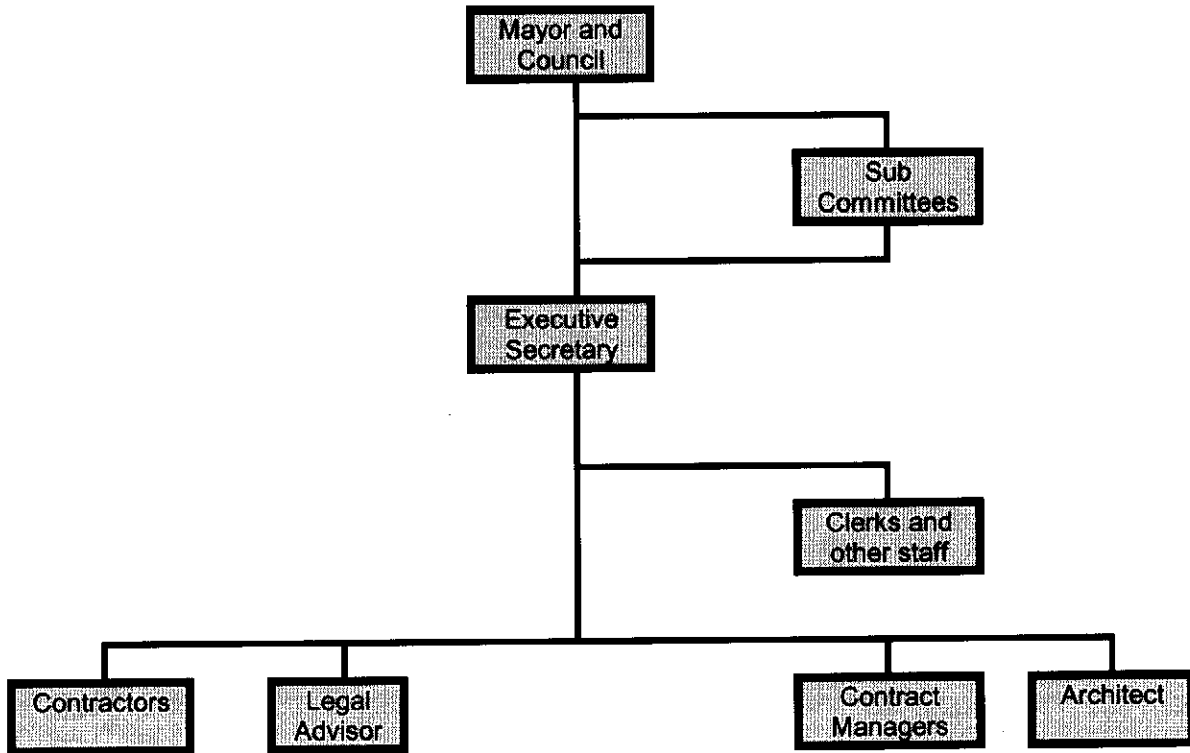 Mayor and
Council
Sub
Committees
Executive
Secretary
Clerks and
other staff
Contractors
Legal
Advisor
Contract
Managers
Architect